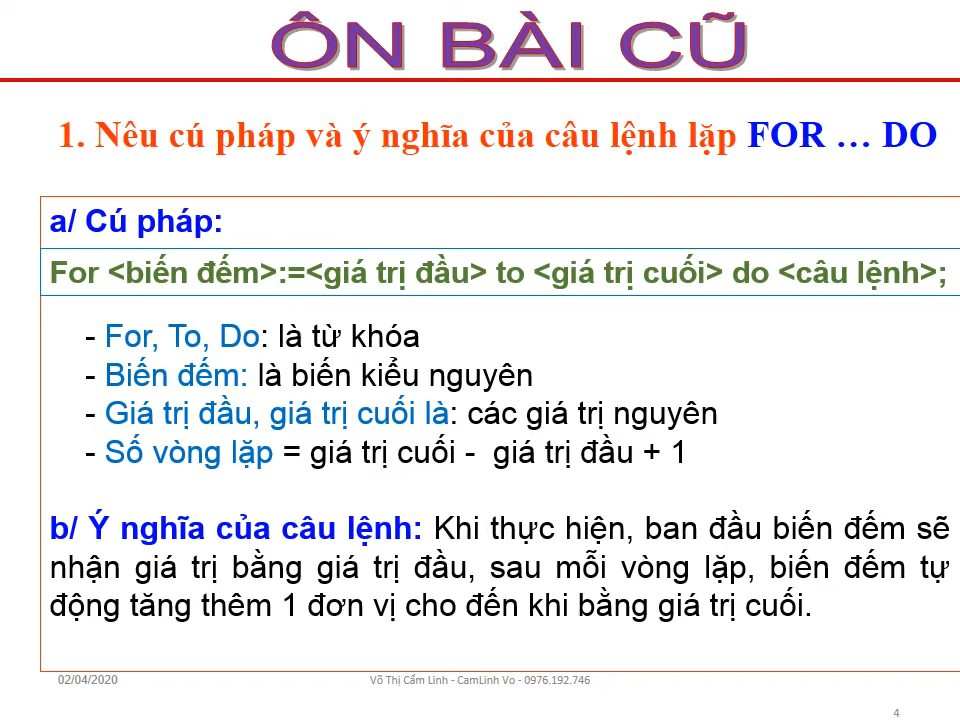 ÔN BÀI CŨ
1. Nêu cú pháp và ý nghĩa của câu lệnh lặp FOR … DO
a/ Cú pháp:
For <biến đếm>:=<giá trị đầu> to <giá trị cuối> do <câu lệnh>;
- For, To, Do: là từ khóa
- Biến đếm: là biến kiểu nguyên
- Giá trị đầu, giá trị cuối là: các giá trị nguyên
- Số vòng lặp = giá trị cuối - giá trị đầu + 1
b/ Ý nghĩa của câu lệnh: Khi thực hiện, ban đầu biến đếm sẽ
nhận giá trị bằng giá trị đầu, sau mỗi vòng lặp, biến đếm tự
động tăng thêm 1 đơn vị cho đến khi bằng giá trị cuối.
02/04/2020
Võ Thị Cẩm Linh - CamLinh Vo - 0976.192.746
4